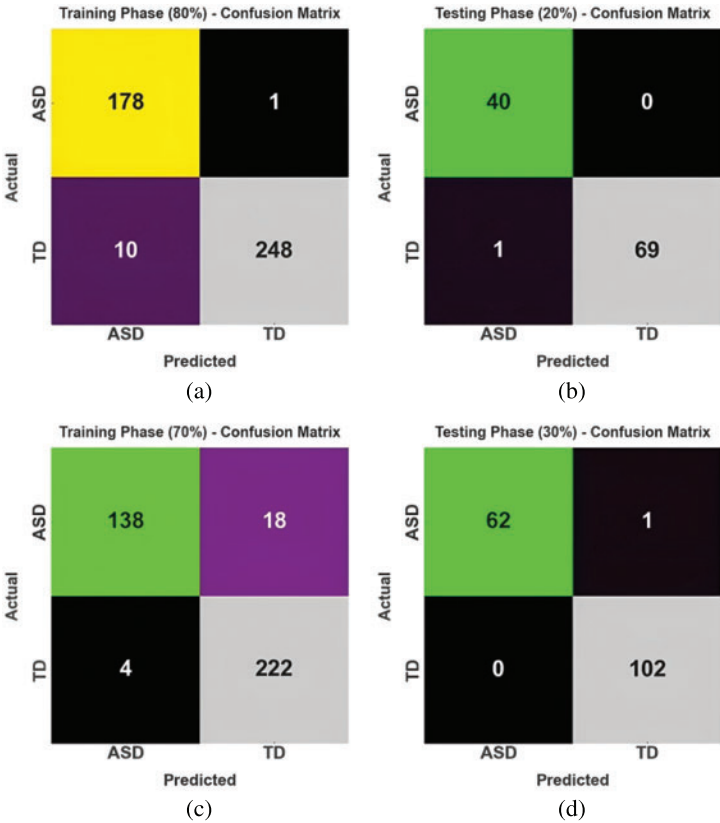 Training Phase (80%) - Confusion Matrix
Actual
ASD
178
1
TD
10
248
ASD
TD
Predicted
(a)
Testing Phase (20%) - Confusion Matrix
Actual
ASD
40
0
TD
1
69
ASD
TD
Predicted
(b)
Training Phase (70%) - Confusion Matrix
Actual
ASD
138
18
TD
4
222
ASD
TD
Predicted
(c)
Testing Phase (30%) - Confusion Matrix
Actual
ASD
62
1
TD
0
102
ASD
TD
Predicted
(d)